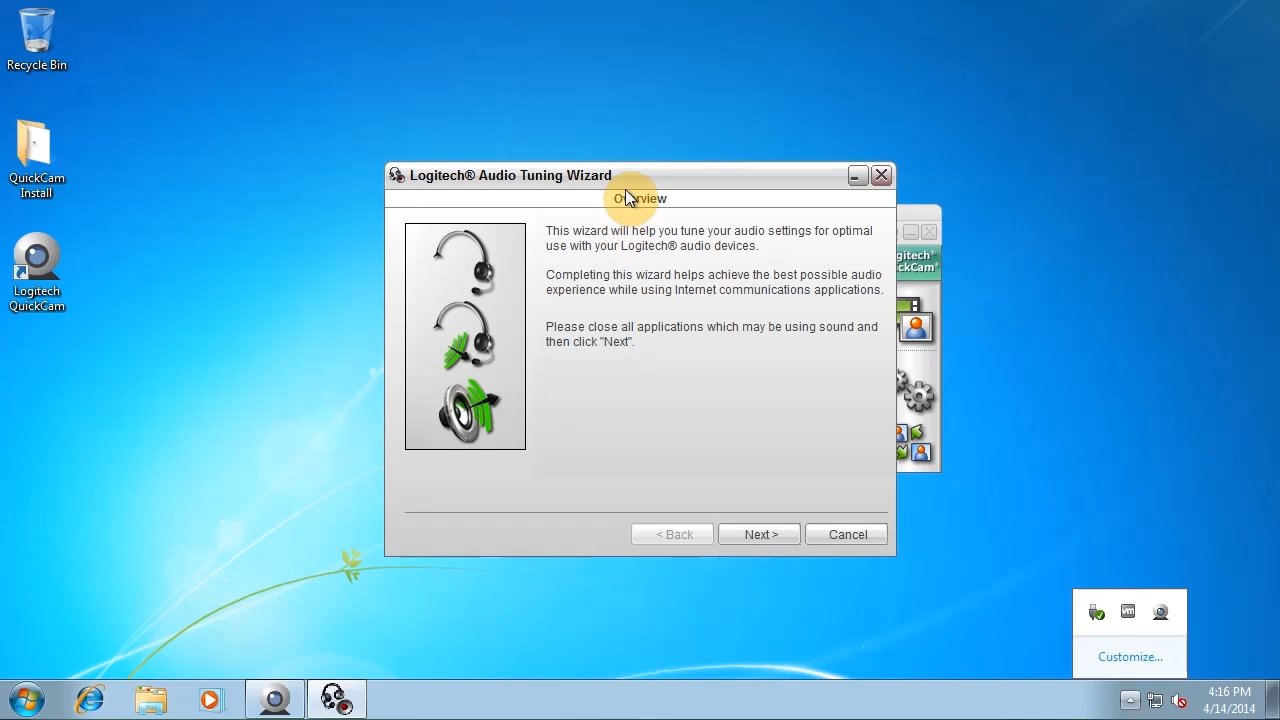 Recycle Bin
QuickCam
Install
Logitech
QuickCam
Logitech® Audio Tuning Wizard
This wizard will help you tune your audio settings for optimal
use with your Logitech® audio devices.
Completing this wizard helps achieve the best possible audio
experience while using Internet communications applications.
Please close all applications which may be using sound and
then click "Next".
< Back
Next >
Cancel
gitech®
ckCam®
Customize...
4:16 PM
4/14/2014